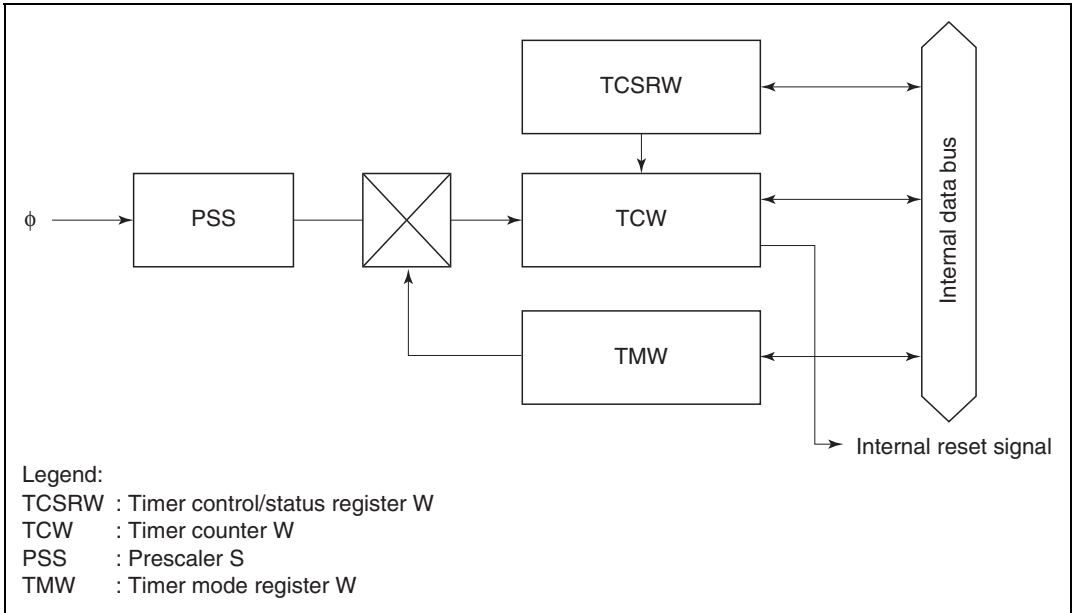 TCSRW
φ
PSS
TCW
TMW
Internal data bus
Internal reset signal
Legend:
TCSRW : Timer control/status register W
TCW : Timer counter W
PSS : Prescaler S
TMW : Timer mode register W